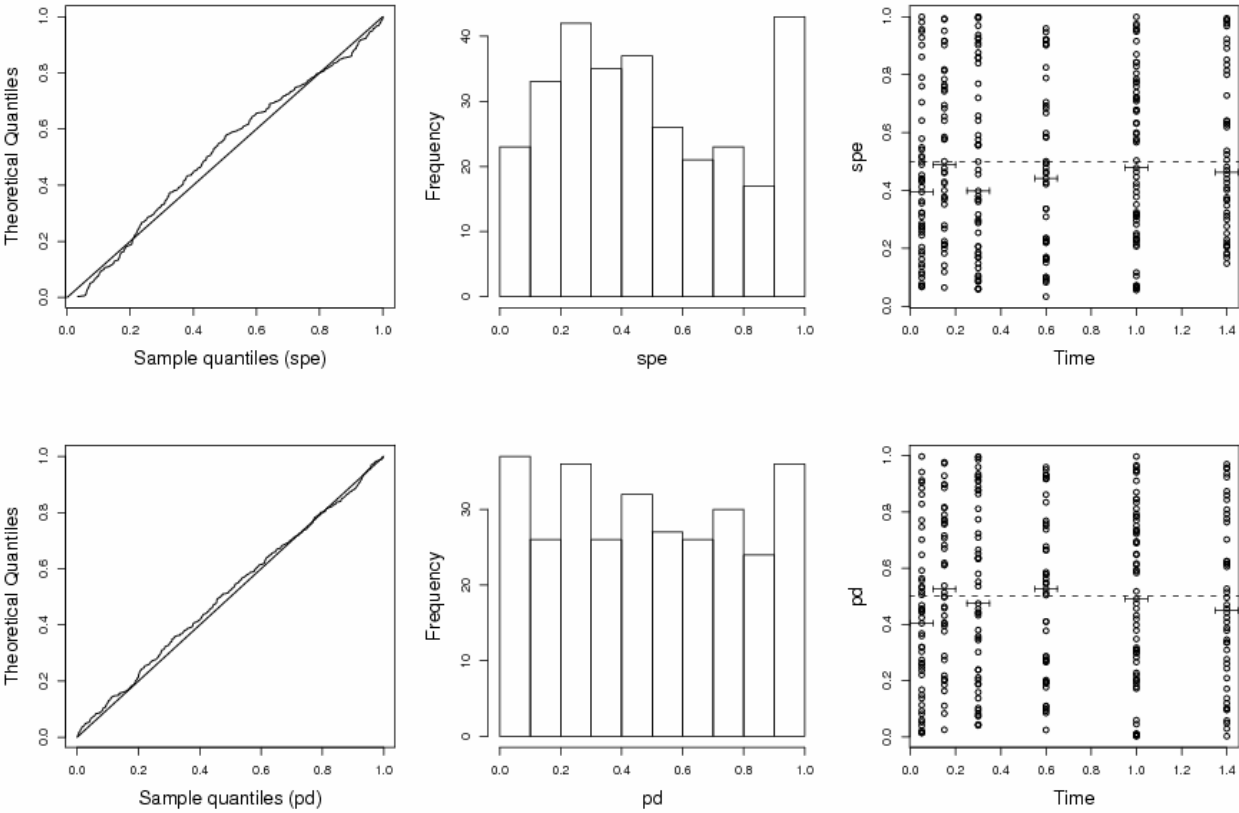 Theoretical Quantiles
0.0 0.2 0.4 0.6 0.8 1.0
0.0 0.2 0.4 0.6 0.8 1.0
Sample quantiles (spe)
Frequency
0 10 20 30 40
0.0 0.2 0.4 0.6 0.8 1.0
spe
spe
0.0 0.2 0.4 0.6 0.8 1.0
0.0 0.2 0.4 0.6 0.8 1.0 1.2 1.4
Time
Theoretical Quantiles
0.0 0.2 0.4 0.6 0.8 1.0
0.0 0.2 0.4 0.6 0.8 1.0
Sample quantiles (pd)
Frequency
0 10 20 30
0.0 0.2 0.4 0.6 0.8 1.0
pd
pd
0.0 0.2 0.4 0.6 0.8 1.0
0.0 0.2 0.4 0.6 0.8 1.0 1.2 1.4
Time